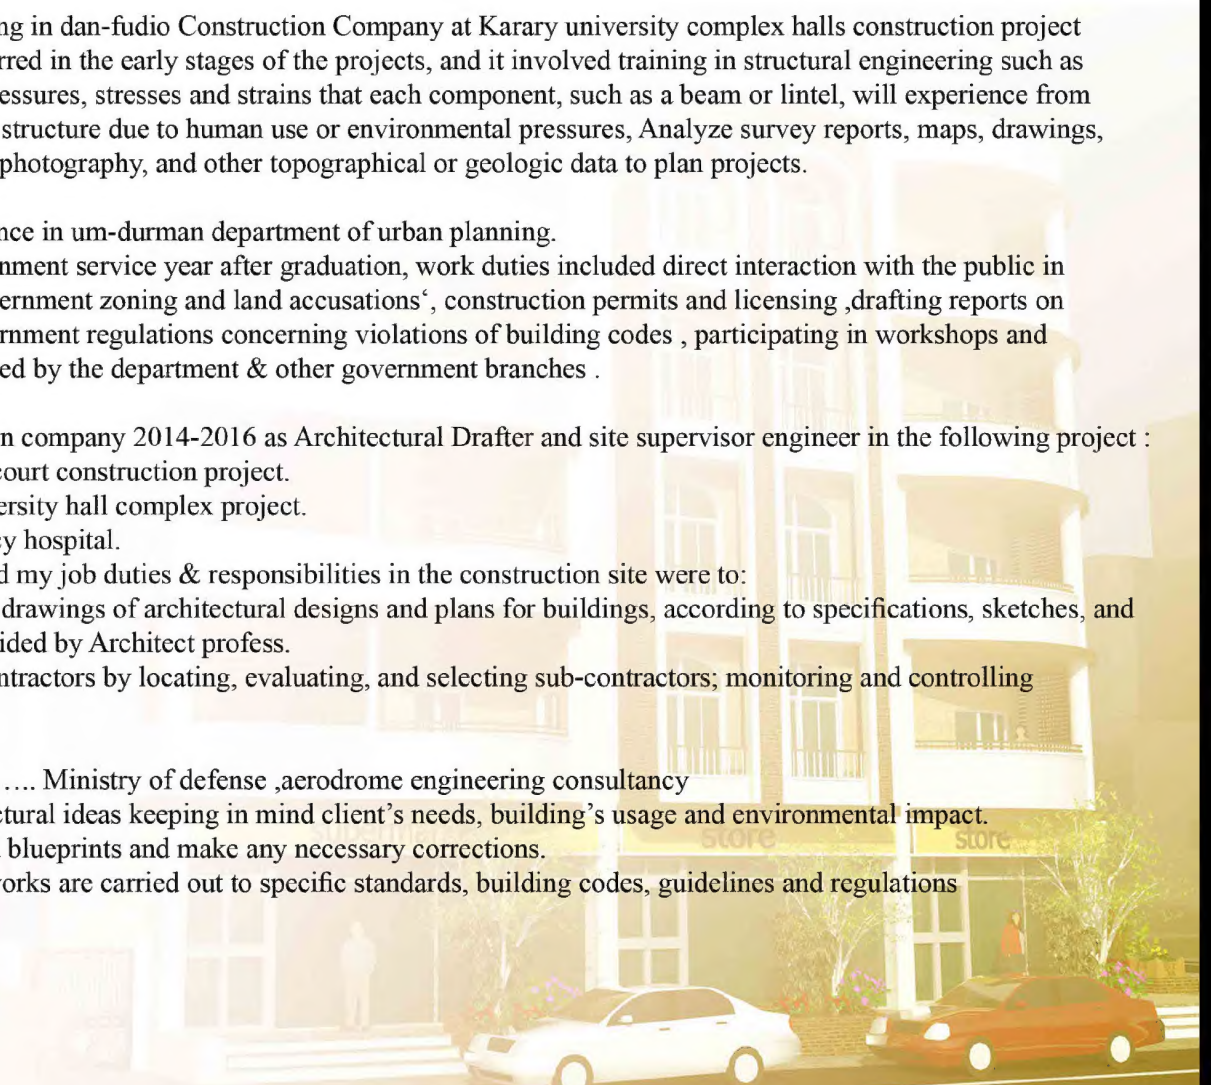 ng in dan-fudio Construction Company at Karary university complex halls construction project
rred in the early stages of the projects, and it involved training in structural engineering such as
essures, stresses and strains that each component, such as a beam or lintel, will experience from
structure due to human use or environmental pressures, Analyze survey reports, maps, drawings,
photography, and other topographical or geologic data to plan projects.
nce in um-durman department of urban planning.
nment service year after graduation, work duties included direct interaction with the public in
ernment zoning and land accusations‘, construction permits and licensing ,drafting reports on
rnment regulations concerning violations of building codes , participating in workshops and
ed by the department & other government branches .
n company 2014-2016 as Architectural Drafter and site supervisor engineer in the following project :
court construction project.
ersity hall complex project.
y hospital.
d my job duties & responsibilities in the construction site were to:
drawings of architectural designs and plans for buildings, according to specifications, sketches, and
ided by Architect profess.
ntractors by locating, evaluating, and selecting sub-contractors; monitoring and controlling
…. Ministry of defense ,aerodrome engineering consultancy
ctural ideas keeping in mind client’s needs, building’s usage and environmental impact.
store store
blueprints and make any necessary corrections.
orks are carried out to specific standards, building codes, guidelines and regulations